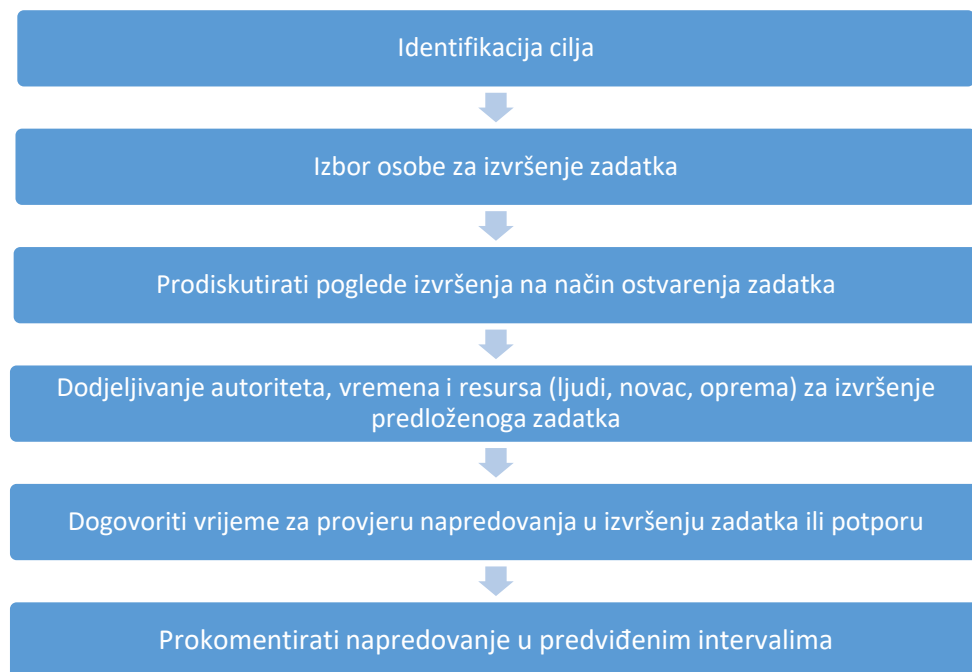 Identifikacija cilja
Izbor osobe za izvršenje zadatka
Prodiskutirati poglede izvršenja na način ostvarenja zadatka
Dodjeljivanje autoriteta, vremena i resursa (ljudi, novac, oprema) za izvršenje
predloženoga zadatka
Dogovoriti vrijeme za provjeru napredovanja u izvršenju zadatka ili potporu
Prokomentirati napredovanje u predviđenim intervalima